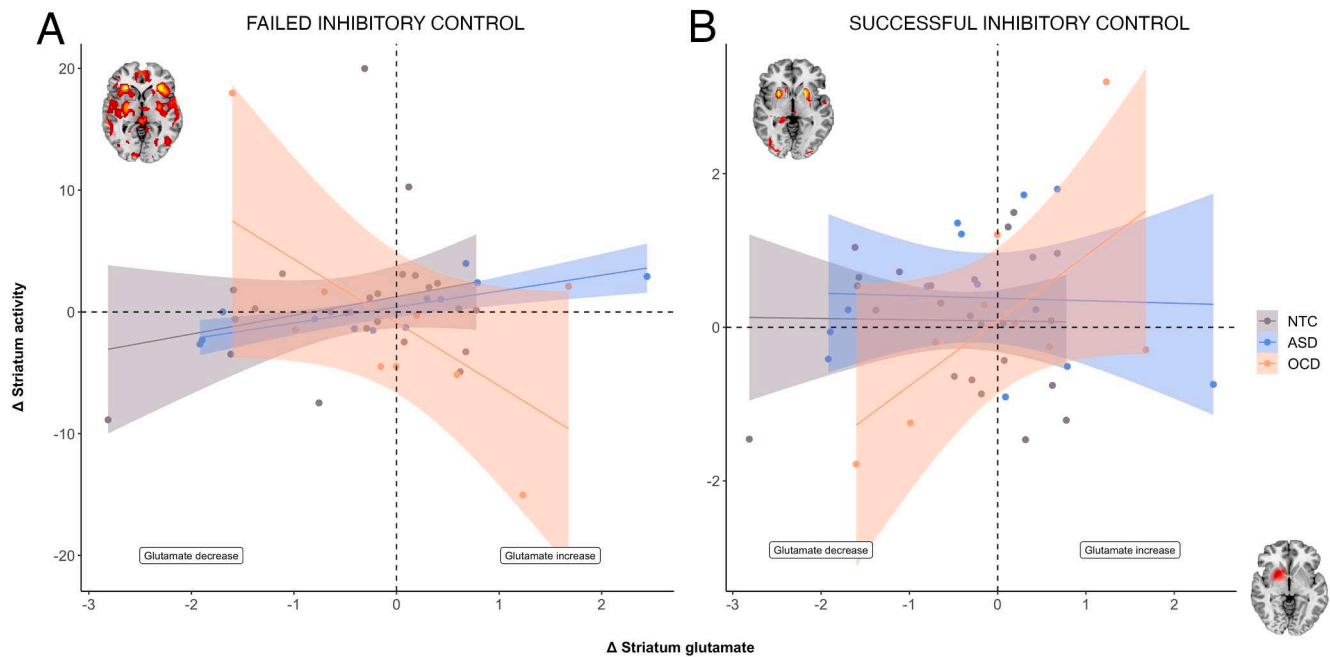 A
FAILED INHIBITORY CONTROL
B
SUCCESSFUL INHIBITORY CONTROL
20
10
0
-10
-20
Δ Striatum activity
Glutamate decrease
Glutamate increase
-3
-2
-1
0
1
2
2
0
-2
Glutamate decrease
Glutamate increase
-3
-2
-1
0
1
2
NTC
ASD
OCD
Δ Striatum glutamate